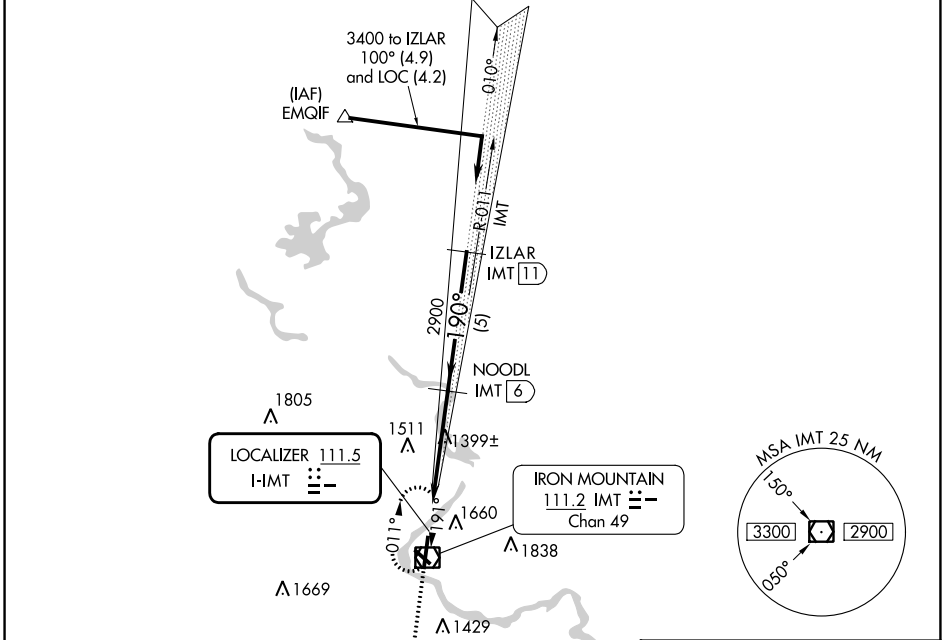 3400 to IZLAR
100° (4.9)
and LOC (4.2)
(IAF)
EMQIF
010°
R-011
IMT
IZLAR
IMT 11
2900
190°
(5)
NOODL
IMT 6
1805
1511
1399±
LOCALIZER 111.5
I-IMT
IRON MOUNTAIN
111.2 IMT
Chan 49
191°
011°
1660
1838
1669
1429
MSA IMT 25 NM
150°
3300
2900
050°